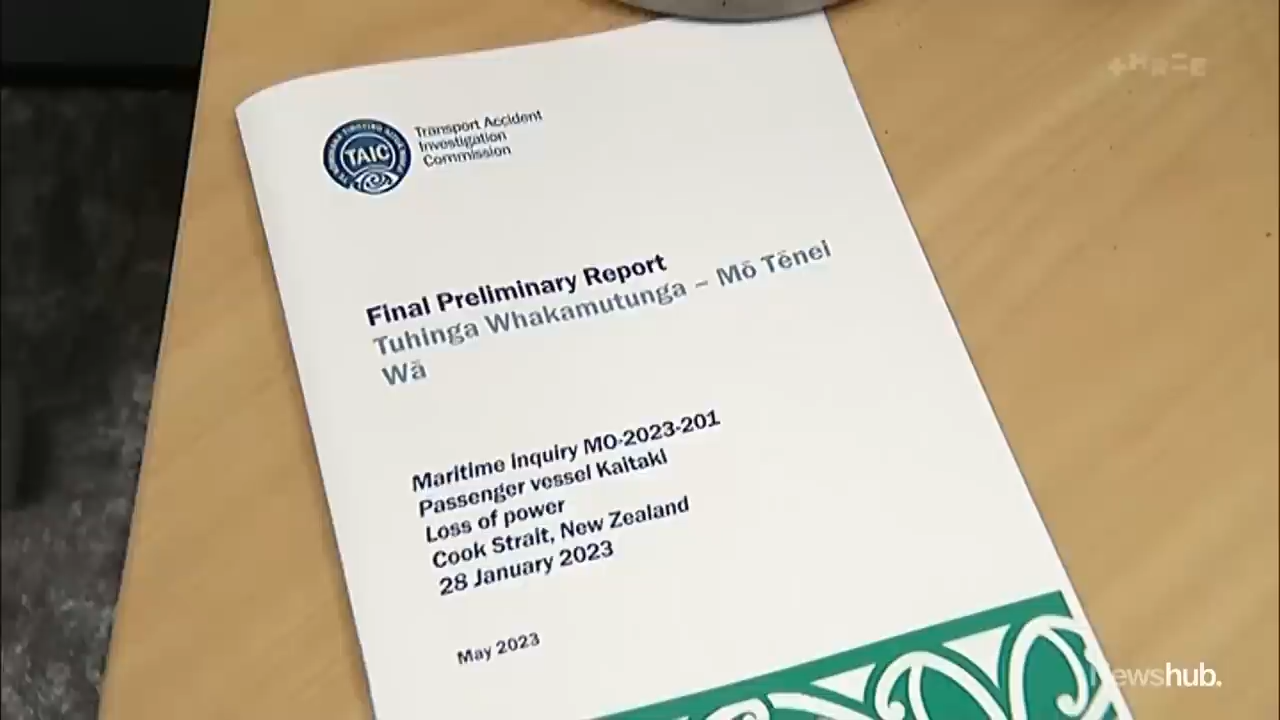 +HR=E
TAIC
Transport Accident
Investigation
Commission
Final Preliminary Report
Tuhinga Whakamutunga – Mō Tēnei
Wā
Maritime Inquiry MO-2023-201
Passenger vessel Kaitaki
Loss of power
Cook Strait, New Zealand
28 January 2023
May 2023
Newshub.